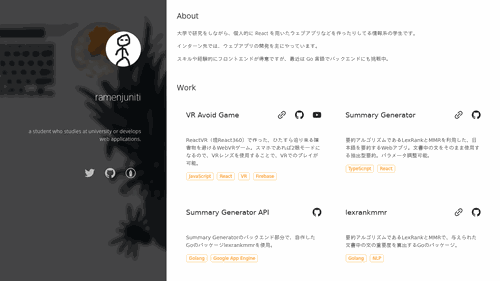 ramenjuniti
a student who studies at university or develops
web applications.
About
大学で研究をしながら、個人的に React を用いたウェブアプリなどを作ったりしてる情報系の学生です。
インターン先では、ウェブアプリの開発を主にやっています。
スキルや経験的にフロントエンドが得意ですが、最近は Go 言語でバックエンドにも挑戦中。
Work
VR Avoid Game
ReactVR（現React360）で作った、ひたすら迫り来る障
害物を避けるWebVRゲーム。スマホであれば2眼モードに
なるので、VRレンズを使用することで、VRでのプレイが
可能。
JavaScript React VR Firebase
Summary Generator
要約アルゴリズムであるLexRankとMMRを利用した、日
本語を要約するWebアプリ。文書中の文をそのまま使用す
る抽出型要約。パラメータ調整可能。
TypeScript React
Summary Generator API
Summary Generatorのバックエンド部分で、自作した
Goのパッケージlexrankmmrを使用。
Golang Google App Engine
lexrankmmr
要約アルゴリズムであるLexRankとMMRで、与えられた
文書中の文の重要度を算出するGoのパッケージ。
Golang NLP